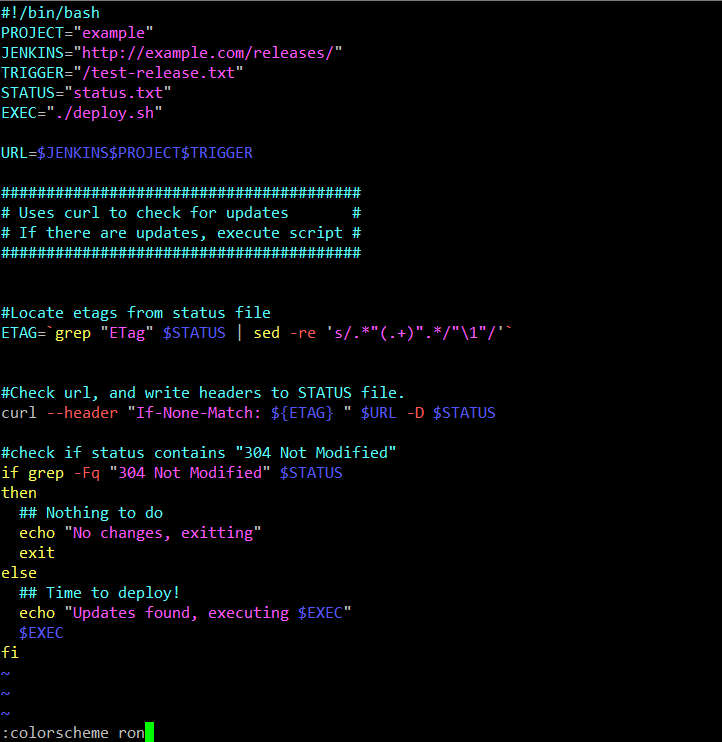 #!/bin/bash
PROJECT="example"
JENKINS="http://example.com/releases/"
TRIGGER="/test-release.txt"
STATUS="status.txt"
EXEC="./deploy.sh"
URL=$JENKINS$PROJECT$TRIGGER
########################################
# Uses curl to check for updates       #
# If there are updates, execute script #
########################################
#Locate etags from status file
ETAG=`grep "ETag" $STATUS | sed -re 's/.*"(.+)".*/"\1"/'`
#Check url, and write headers to STATUS file.
curl --header "If-None-Match: ${ETAG} " $URL -D $STATUS
#check if status contains "304 Not Modified"
if grep -Fq "304 Not Modified" $STATUS
then
  ## Nothing to do
  echo "No changes, exitting"
  exit
else
  ## Time to deploy!
  echo "Updates found, executing $EXEC"
  $EXEC
fi
~
~
~
:colorscheme ron